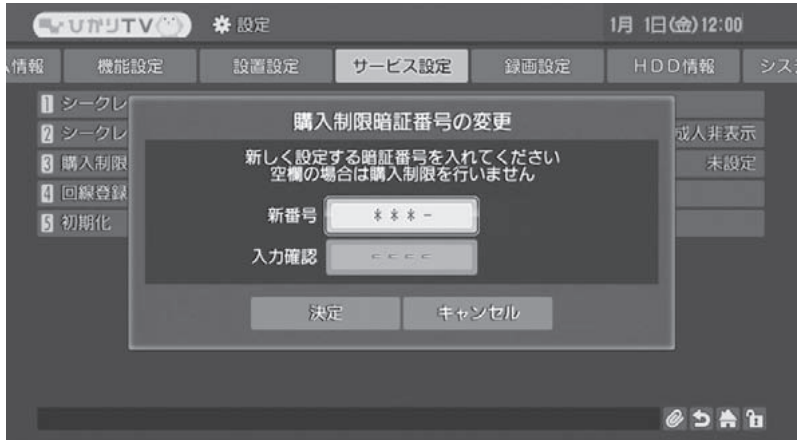 ひかりTV 設定 1月 1日(金)12:00
情報 機能設定 設置設定 サービス設定 録画設定 HDD情報 シス
1 シークレ
2 シークレ 成人非表示
3 購入制限 未設定
4 回線登録
5 初期化
購入制限暗証番号の変更
新しく設定する暗証番号を入れてください
空欄の場合は購入制限を行いません
新番号 ***-
入力確認 ----
決定 キャンセル